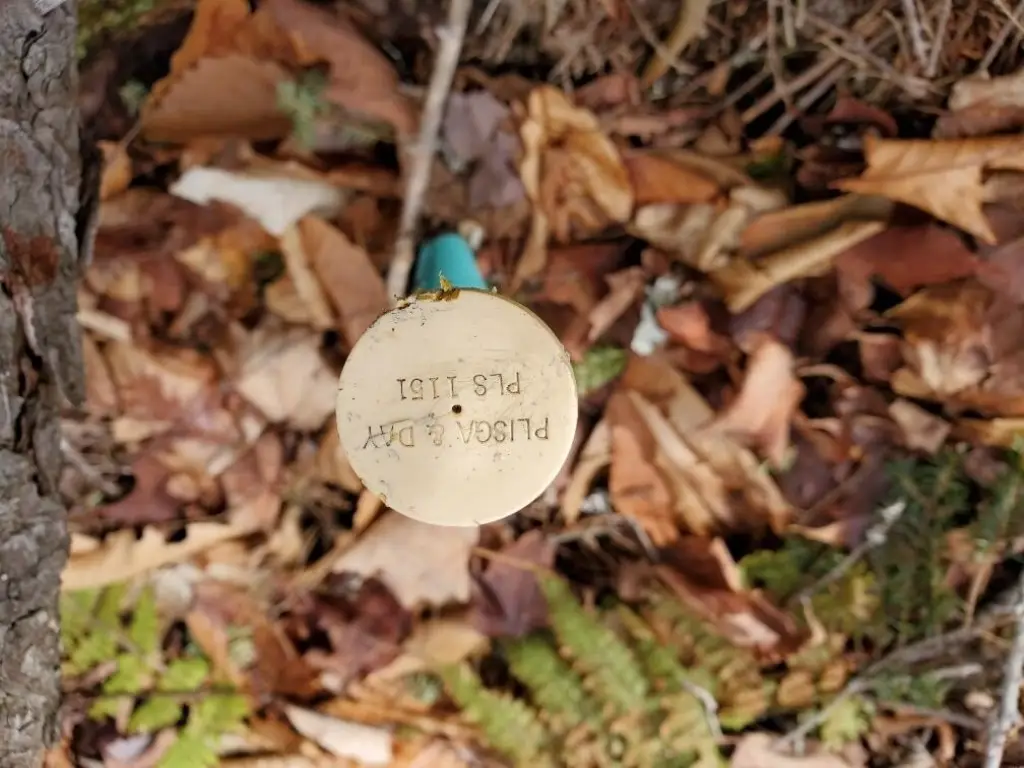 PLISGA & DAY
PLS 1151